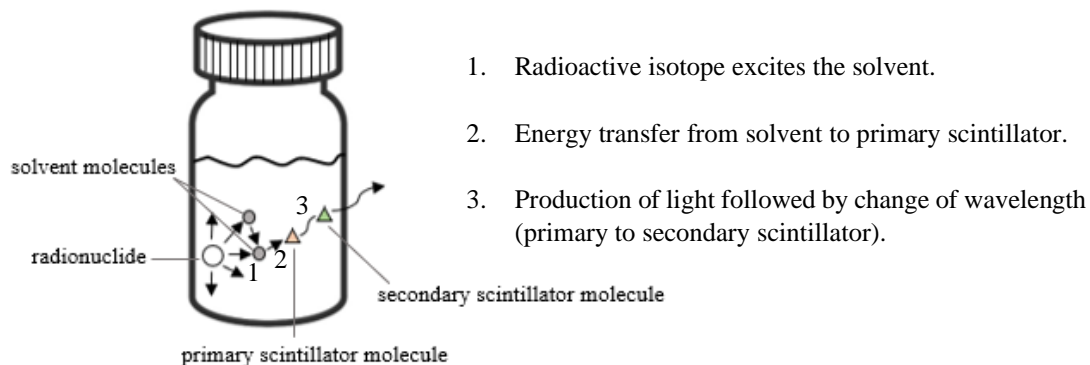 1. Radioactive isotope excites the solvent.
2. Energy transfer from solvent to primary scintillator.
3. Production of light followed by change of wavelength
(primary to secondary scintillator).
solvent molecules
radionuclide
1
2
3
secondary scintillator molecule
primary scintillator molecule